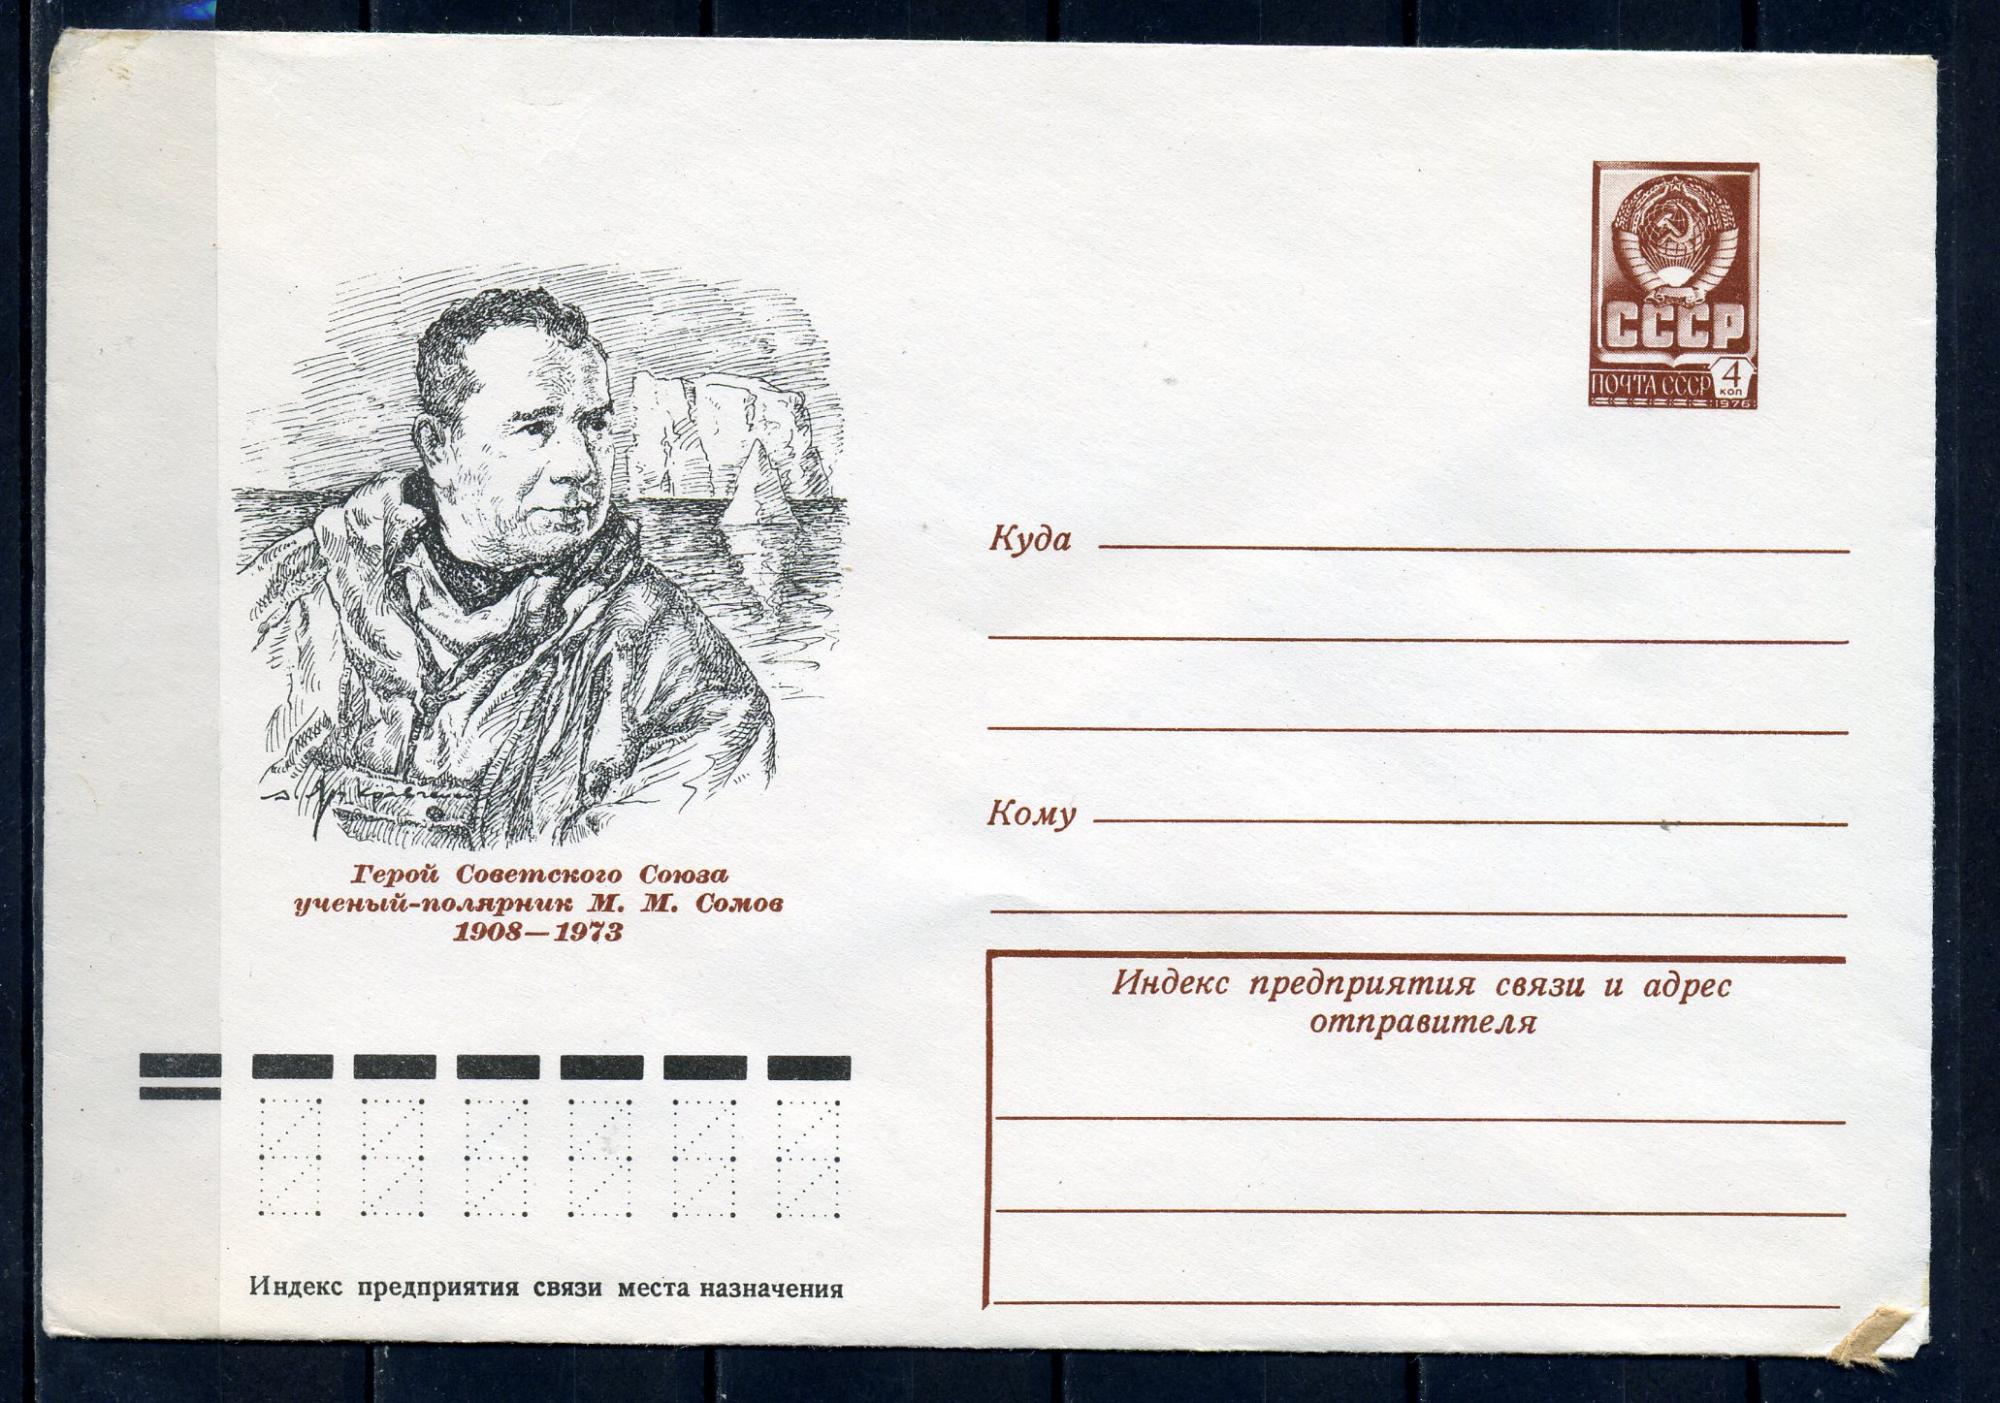 СССР
ПОЧТА СССР 4
коп
1976
Куда
Кому
Герой Советского Союза
ученый-полярник М. М. Сомов
1908—1973
Индекс предприятия связи и адрес
отправителя
Индекс предприятия связи места назначения